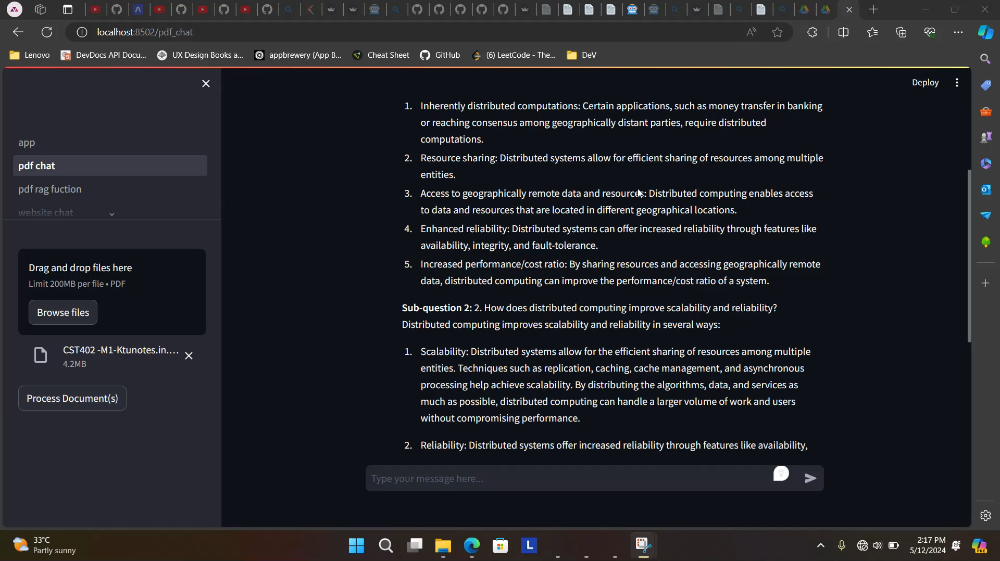 localhost:8502/pdf_chat
Lenovo
DevDocs API Docu...
UX Design Books a...
appbrewery (App B...
Cheat Sheet
GitHub
(6) LeetCode - The...
DeV
Deploy
app
pdf chat
pdf rag fuction
website chat
Drag and drop files here
Limit 200MB per file • PDF
Browse files
CST402 -M1-Ktunotes.in....
4.2MB
Process Document(s)
1. Inherently distributed computations: Certain applications, such as money transfer in banking
or reaching consensus among geographically distant parties, require distributed
computations.
2. Resource sharing: Distributed systems allow for efficient sharing of resources among multiple
entities.
3. Access to geographically remote data and resources: Distributed computing enables access
to data and resources that are located in different geographical locations.
4. Enhanced reliability: Distributed systems can offer increased reliability through features like
availability, integrity, and fault-tolerance.
5. Increased performance/cost ratio: By sharing resources and accessing geographically remote
data, distributed computing can improve the performance/cost ratio of a system.
Sub-question 2: 2. How does distributed computing improve scalability and reliability?
Distributed computing improves scalability and reliability in several ways:
1. Scalability: Distributed systems allow for the efficient sharing of resources among multiple
entities. Techniques such as replication, caching, cache management, and asynchronous
processing help achieve scalability. By distributing the algorithms, data, and services as
much as possible, distributed computing can handle a larger volume of work and users
without compromising performance.
2. Reliability: Distributed systems offer increased reliability through features like availability,
Type your message here...
33°C
Partly sunny
L
2:17 PM
5/12/2024
PRE